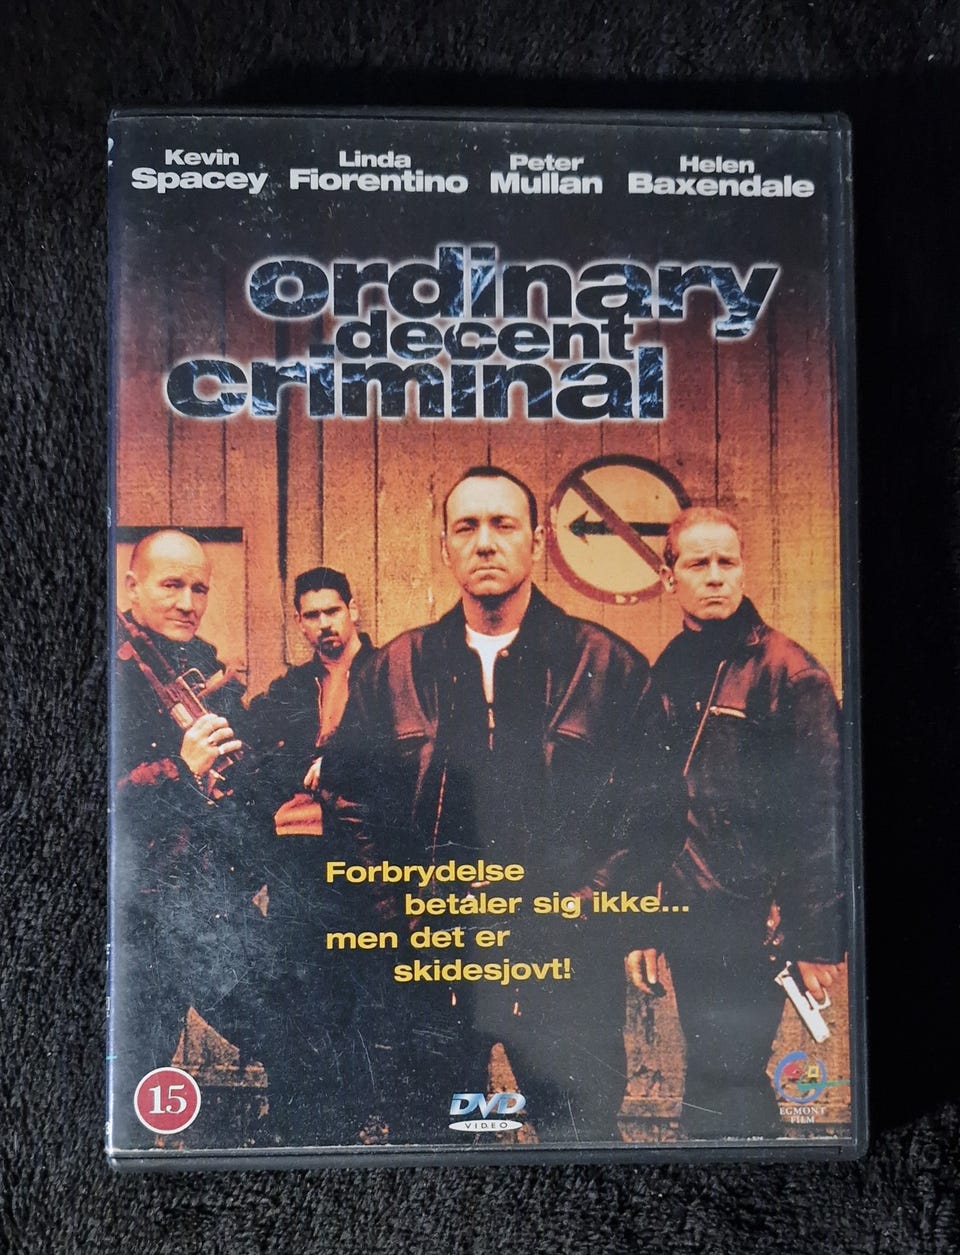 Kevin Linda Peter Helen
Spacey Fiorentino Mullan Baxendale
ordinary
decent
criminal
Forbrydelse
betaler sig ikke...
men det er
skidesjovt!
15
DVD
VIDEO
EGMONT
FILM